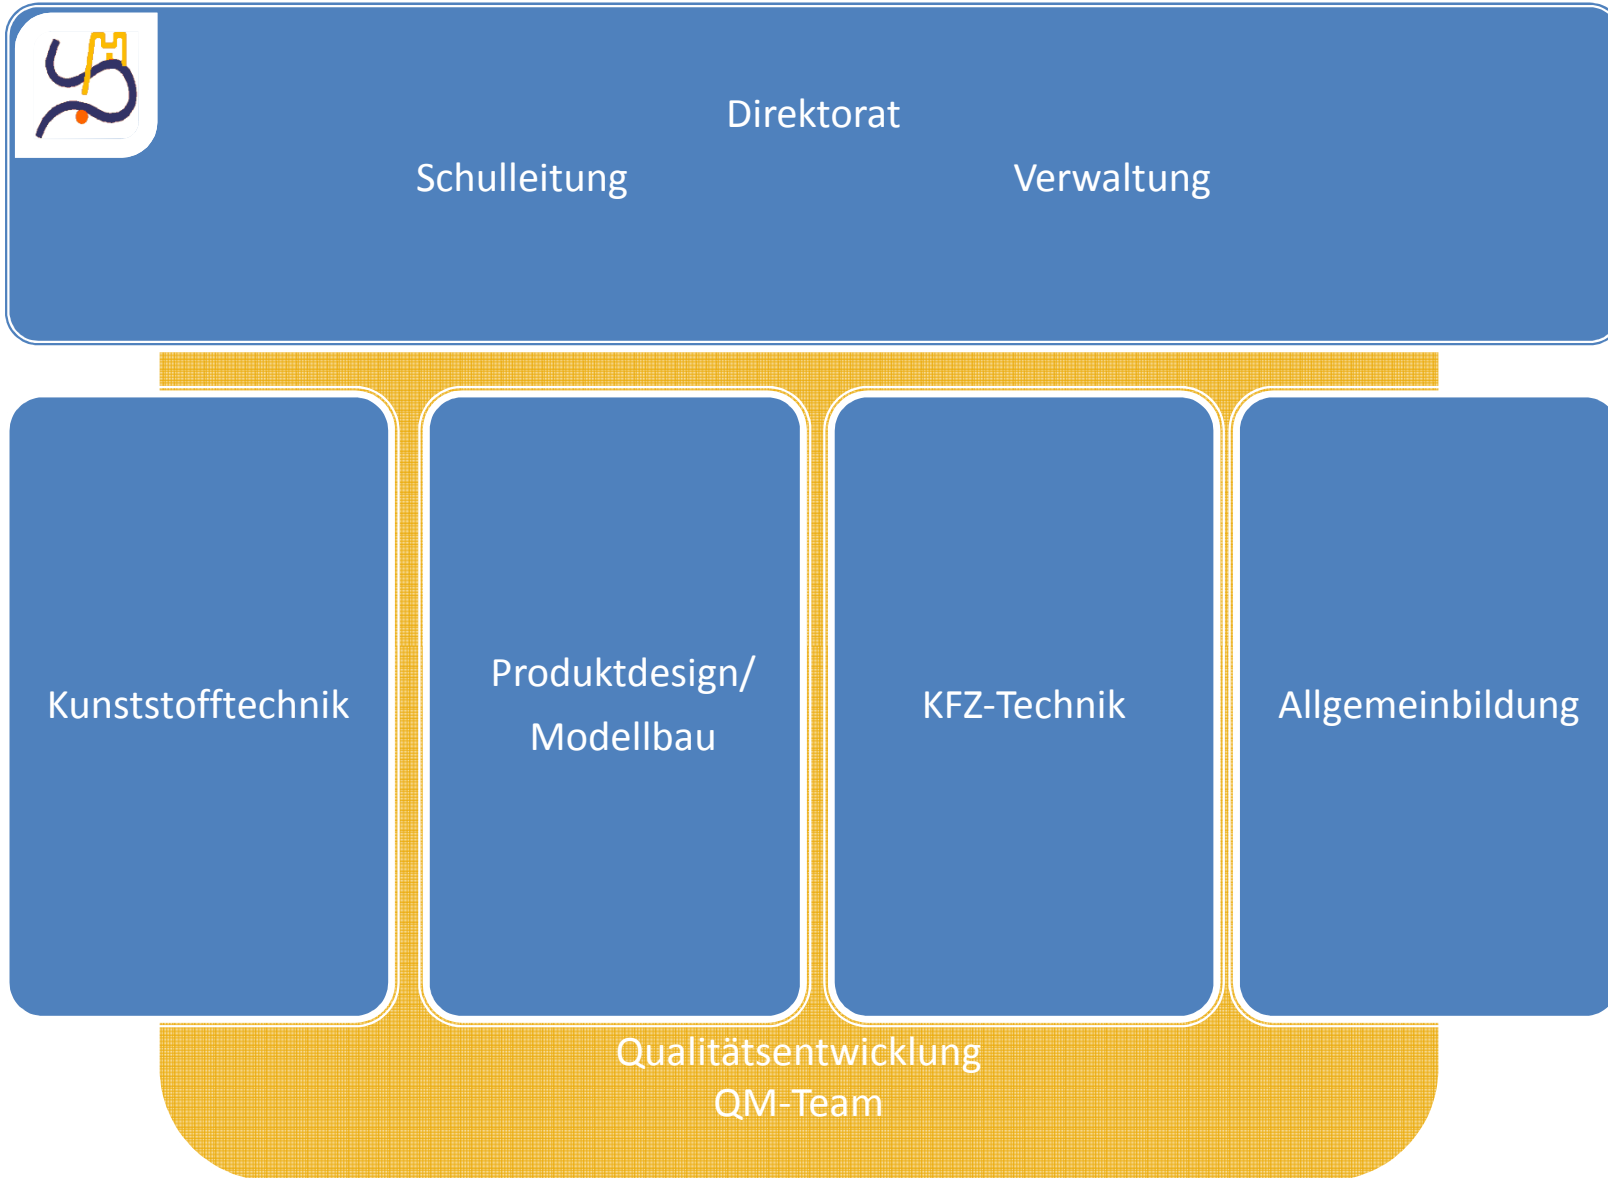 Direktorat
Schulleitung Verwaltung
Kunststofftechnik
Produktdesign/
Modellbau
KFZ-Technik
Allgemeinbildung
Qualitätsentwicklung
QM-Team